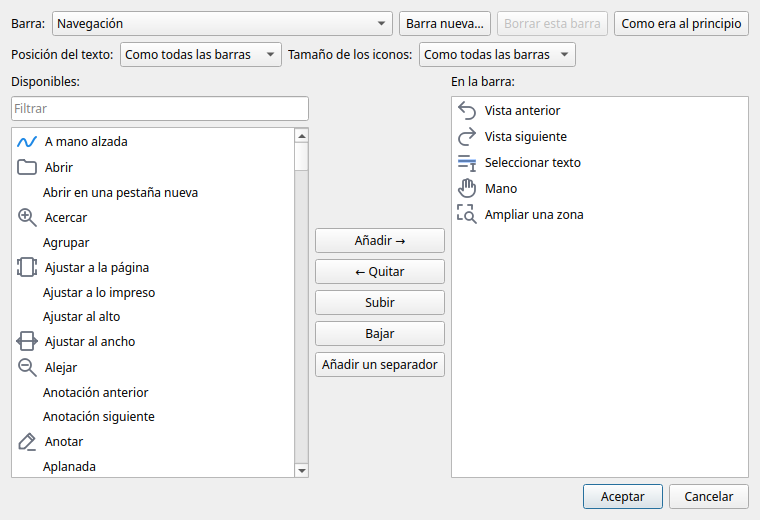 Barra: Navegación Barra nueva... Borrar esta barra Como era al principio
Posición del texto: Como todas las barras Tamaño de los iconos: Como todas las barras
Disponibles:
Filtrar
A mano alzada
Abrir
Abrir en una pestaña nueva
Acercar
Agrupar
Ajustar a la página
Ajustar a lo impreso
Ajustar al alto
Ajustar al ancho
Alejar
Anotación anterior
Anotación siguiente
Anotar
Aplanada
Añadir →
← Quitar
Subir
Bajar
Añadir un separador
En la barra:
Vista anterior
Vista siguiente
Seleccionar texto
Mano
Ampliar una zona
Aceptar Cancelar